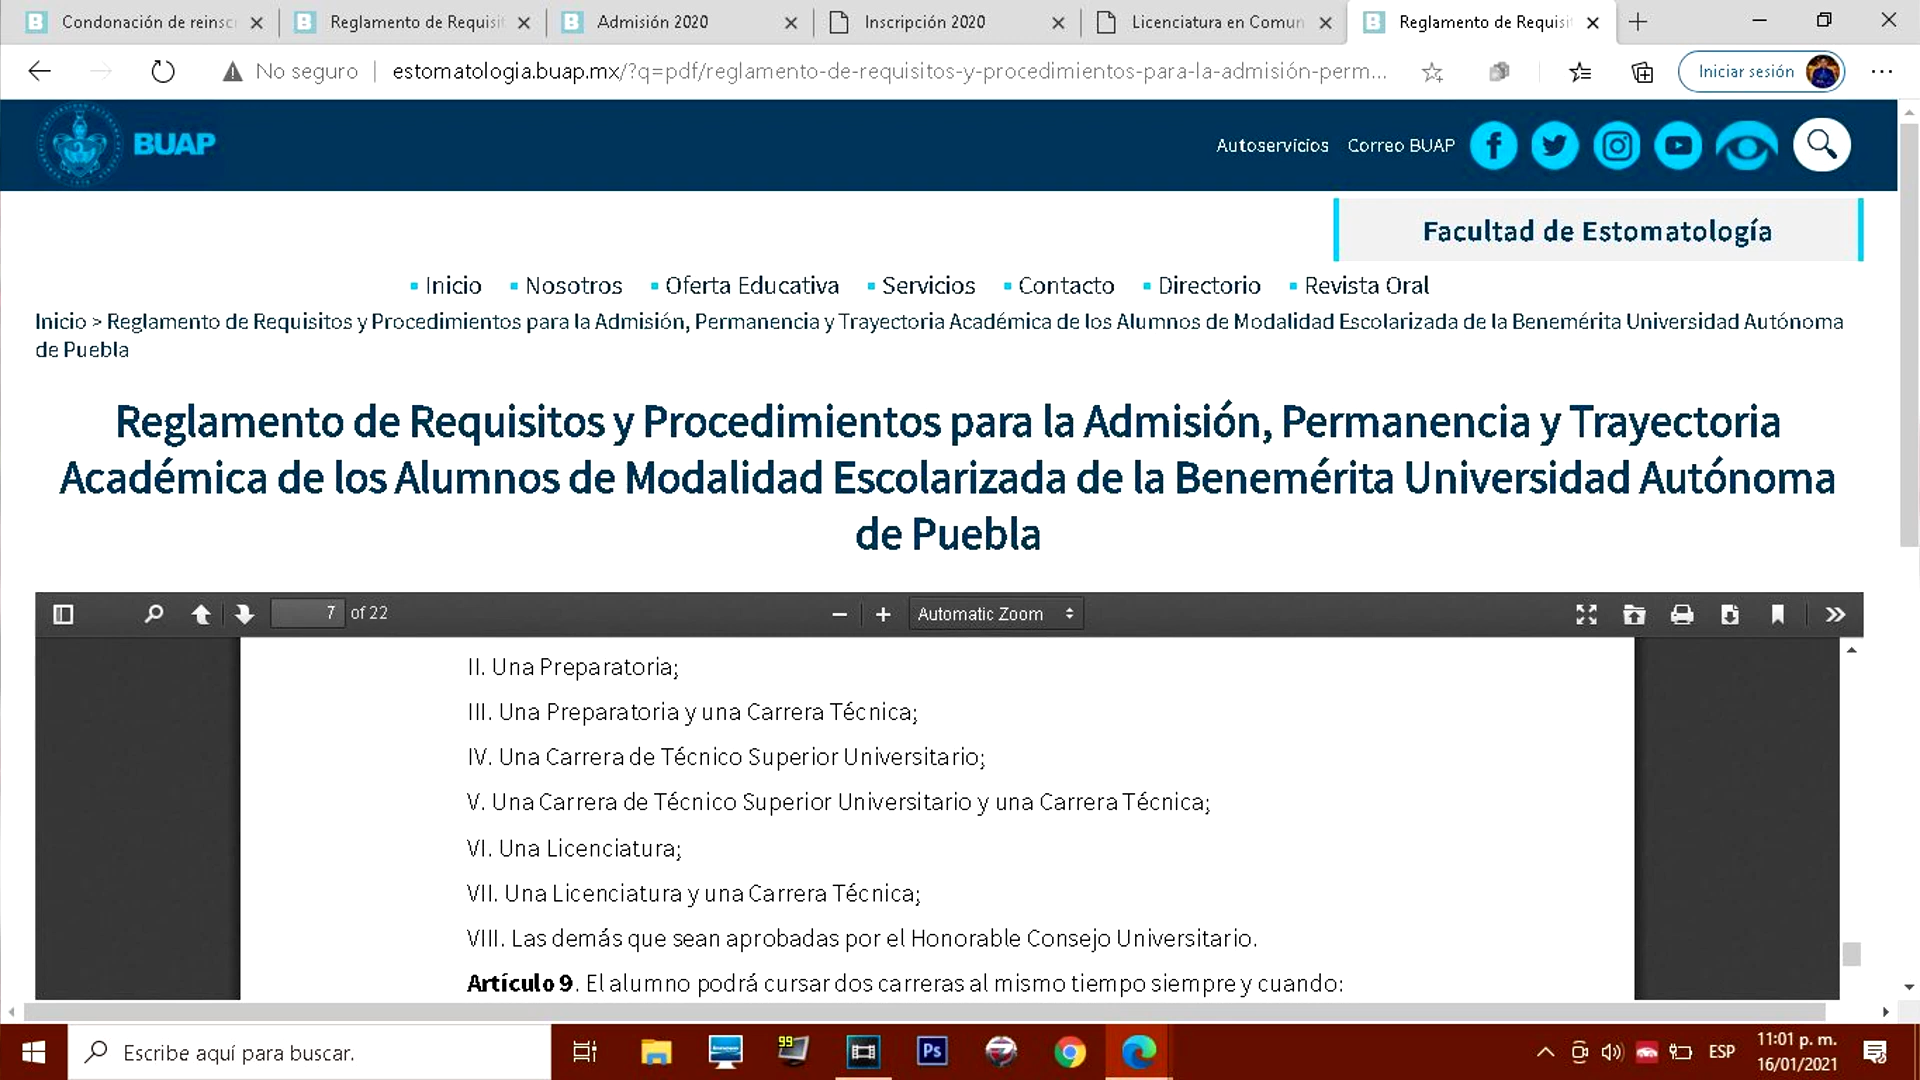 Condonación de reinsc
Reglamento de Requisit
Admisión 2020
Inscripción 2020
Licenciatura en Comun
Reglamento de Requisit
No seguro
estomatologia.buap.mx/?q=pdf/reglamento-de-requisitos-y-procedimientos-para-la-admisión-perm...
Iniciar sesión
BUAP
Autoservicios Correo BUAP
Facultad de Estomatología
Inicio Nosotros Oferta Educativa Servicios Contacto Directorio Revista Oral
Inicio > Reglamento de Requisitos y Procedimientos para la Admisión, Permanencia y Trayectoria Académica de los Alumnos de Modalidad Escolarizada de la Benemérita Universidad Autónoma
de Puebla
Reglamento de Requisitos y Procedimientos para la Admisión, Permanencia y Trayectoria
Académica de los Alumnos de Modalidad Escolarizada de la Benemérita Universidad Autónoma
de Puebla
7 of 22
Automatic Zoom
II. Una Preparatoria;
III. Una Preparatoria y una Carrera Técnica;
IV. Una Carrera de Técnico Superior Universitario;
V. Una Carrera de Técnico Superior Universitario y una Carrera Técnica;
VI. Una Licenciatura;
VII. Una Licenciatura y una Carrera Técnica;
VIII. Las demás que sean aprobadas por el Honorable Consejo Universitario.
Artículo 9. El alumno podrá cursar dos carreras al mismo tiempo siempre y cuando:
Escribe aquí para buscar.
99
Ps
ESP
11:01 p. m.
16/01/2021